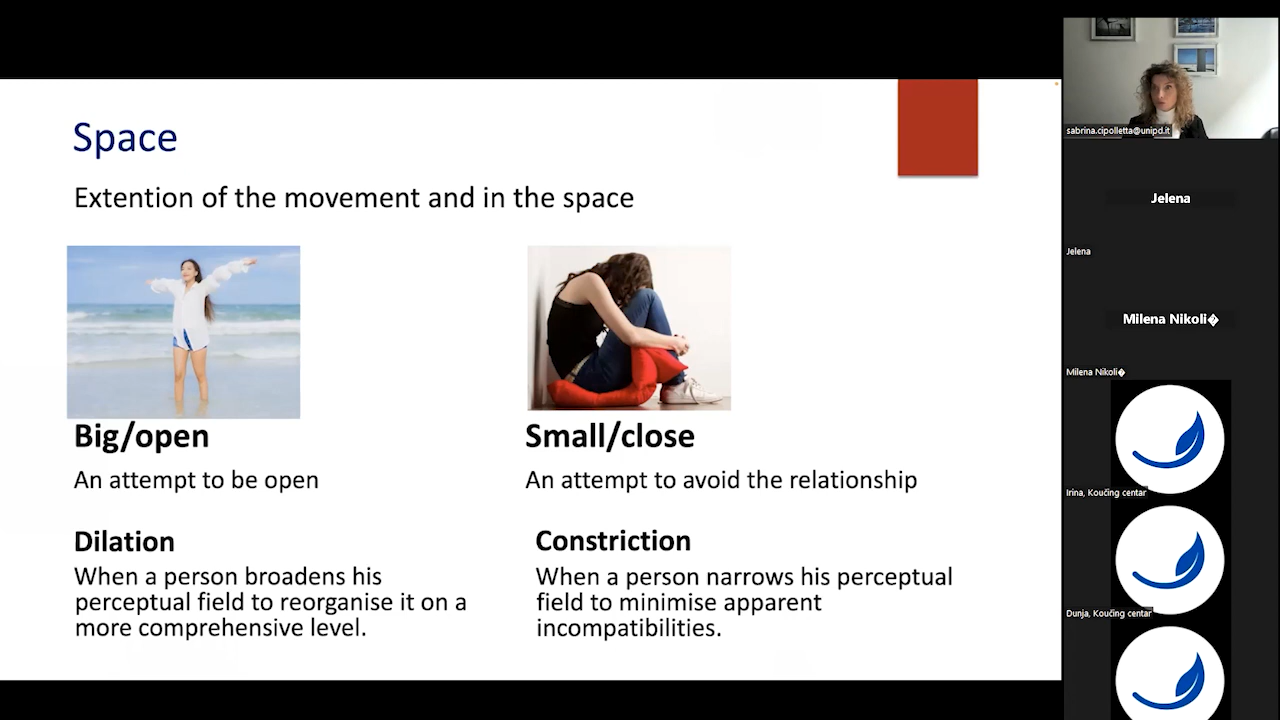 Space
Extention of the movement and in the space
Big/open
An attempt to be open
Small/close
An attempt to avoid the relationship
Dilation
When a person broadens his
perceptual field to reorganise it on a
more comprehensive level.
Constriction
When a person narrows his perceptual
field to minimise apparent
incompatibilities.
sabrina.cipolletta@unipd.it
Jelena
Jelena
Milena Nikoli�
Milena Nikoli�
Irina, Koučing centar
Dunja, Koučing centar